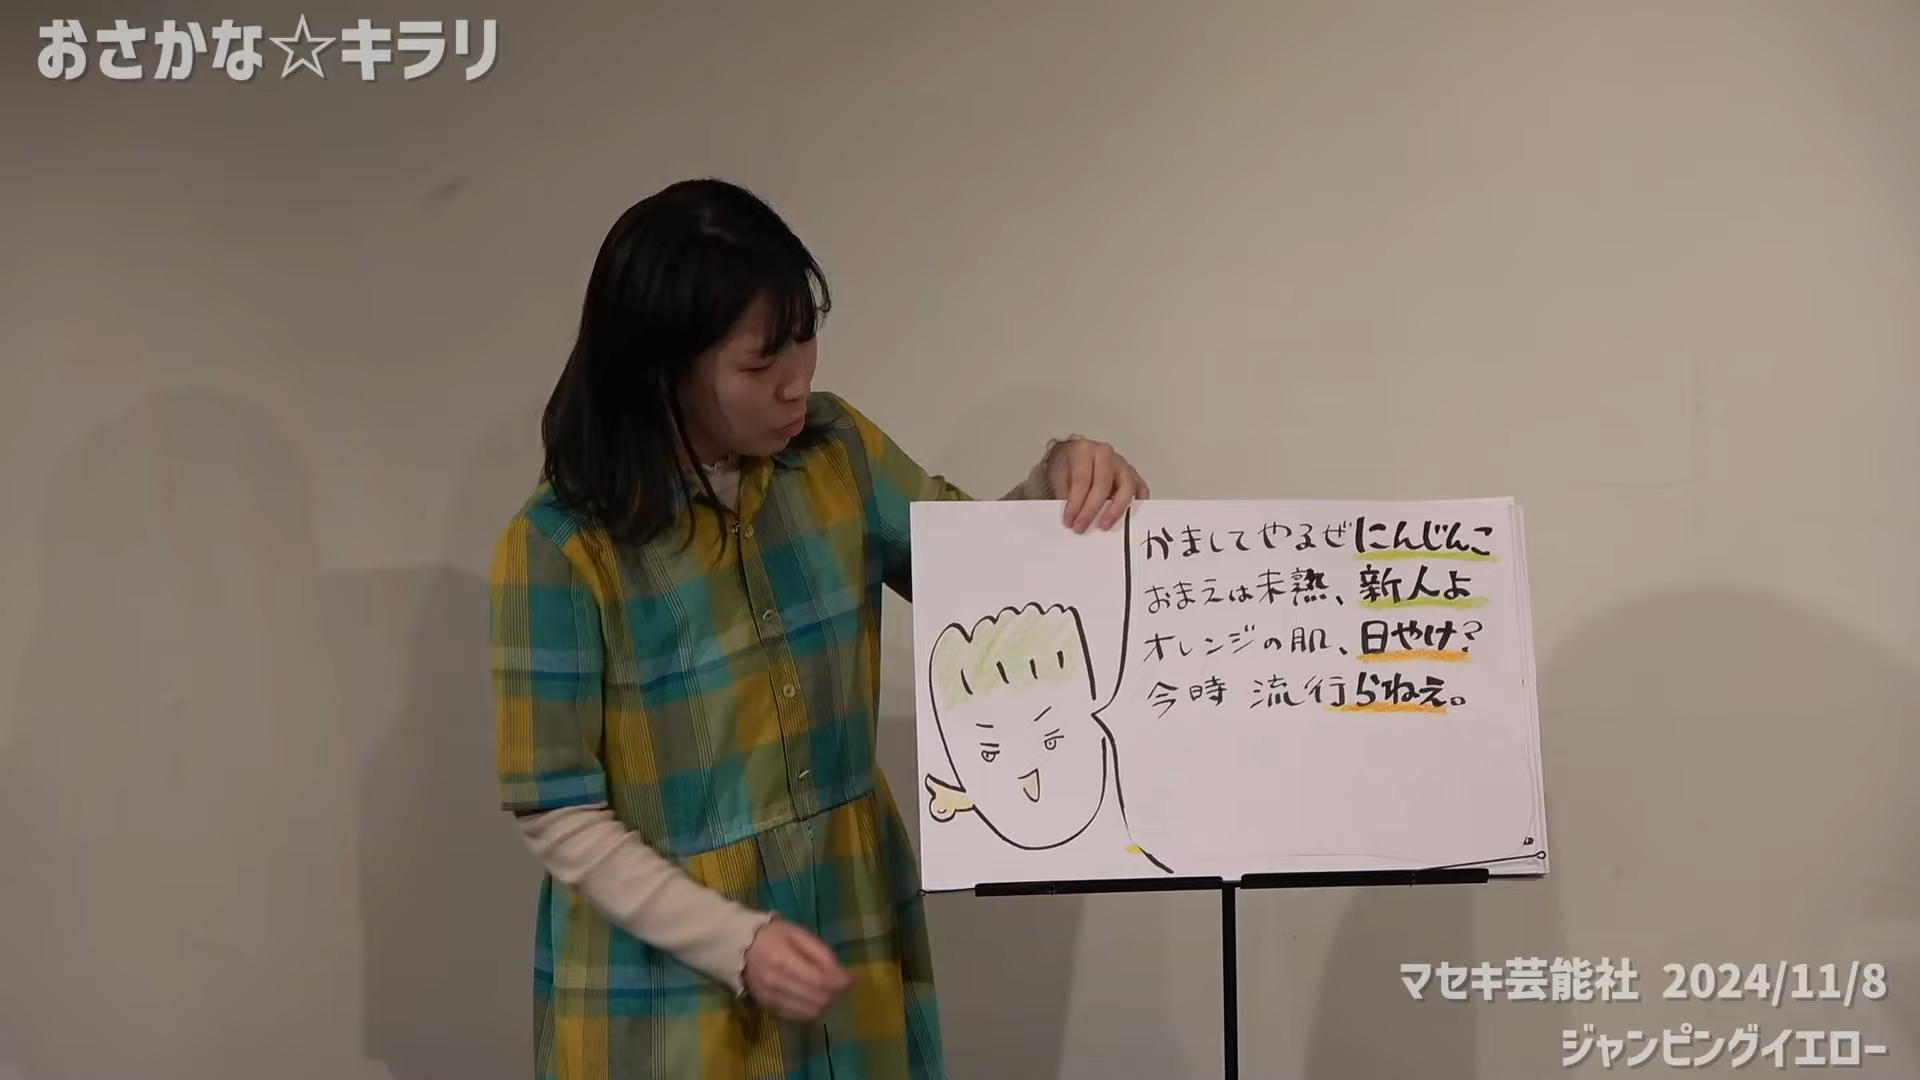 おさかな☆キラリ
かましてやるぜにんじんこ
おまえは未熟、新人よ
オレンジの肌、日やけ?
今時 流行らねえ。
マセキ芸能社 2024/11/8
ジャンピングイエロー